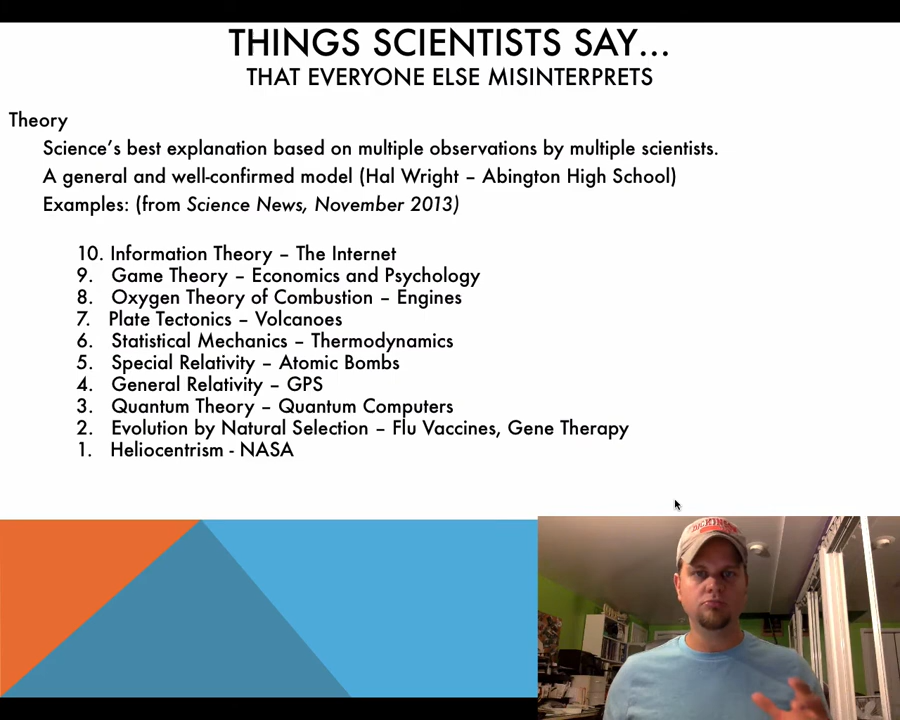 THINGS SCIENTISTS SAY...
THAT EVERYONE ELSE MISINTERPRETS
Theory
Science's best explanation based on multiple observations by multiple scientists.
A general and well-confirmed model (Hal Wright – Abington High School)
Examples: (from Science News, November 2013)
10. Information Theory – The Internet
9. Game Theory – Economics and Psychology
8. Oxygen Theory of Combustion – Engines
7. Plate Tectonics – Volcanoes
6. Statistical Mechanics – Thermodynamics
5. Special Relativity – Atomic Bombs
4. General Relativity – GPS
3. Quantum Theory – Quantum Computers
2. Evolution by Natural Selection – Flu Vaccines, Gene Therapy
1. Heliocentrism - NASA